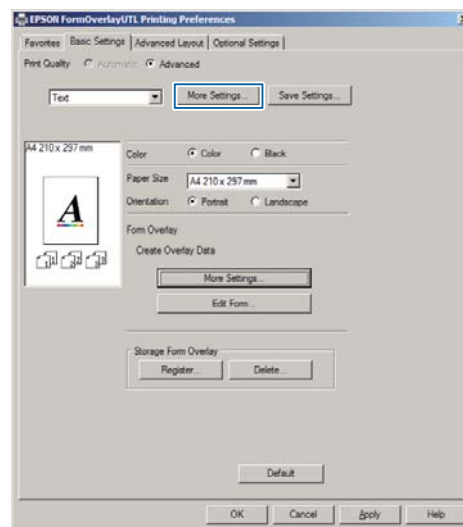 EPSON FormOverlayUTL Printing Preferences
Favorites Basic Settings Advanced Layout Optional Settings
Print Quality Automatic Advanced
Text More Settings... Save Settings...
A4 210 x 297 mm
Color Color Black
Paper Size A4 210 x 297 mm
Orientation Portrait Landscape
A
Form Overlay
Create Overlay Data
More Settings...
Edit Form...
Storage Form Overlay
Register... Delete...
Default
OK Cancel Apply Help